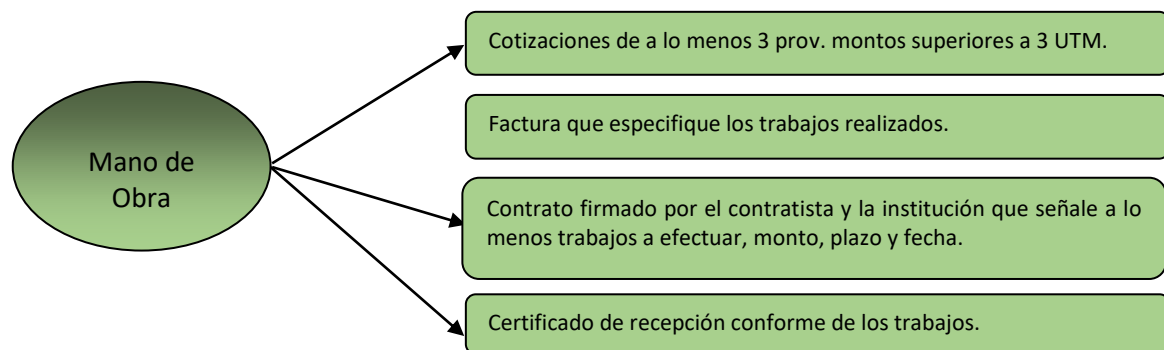 Mano de
Obra
Cotizaciones de a lo menos 3 prov. montos superiores a 3 UTM.
Factura que especifique los trabajos realizados.
Contrato firmado por el contratista y la institución que señale a lo
menos trabajos a efectuar, monto, plazo y fecha.
Certificado de recepción conforme de los trabajos.